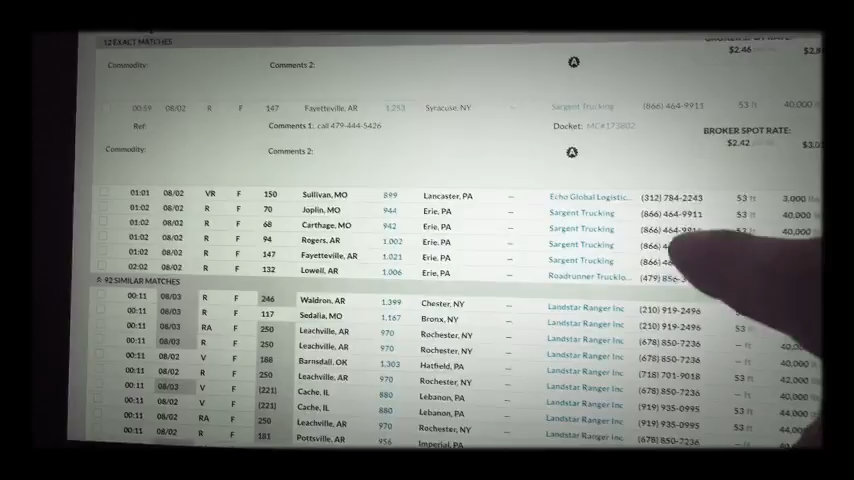 12 EXACT MATCHES
$2.46
Commodity: Comments 2: A
00:59 08/02 R F 147 Fayetteville, AR 1,253 Syracuse, NY — Sargent Trucking (866) 464-9911 53 ft 40,000
Ref: Comments 1: call 479-444-5426 Docket: MC#173802
BROKER SPOT RATE:
$2.42
Commodity: Comments 2: A
01:01 08/02 VR F 150 Sullivan, MO 899 Lancaster, PA — Echo Global Logistic... (312) 784-2243 53 ft 3,000 lbs
01:02 08/02 R F 70 Joplin, MO 944 Erie, PA — Sargent Trucking (866) 464-9911 53 ft 40,000
01:02 08/02 R F 68 Carthage, MO 942 Erie, PA — Sargent Trucking (866) 464- 40,000
01:02 08/02 R F 94 Rogers, AR 1,002 Erie, PA — Sargent Trucking
01:02 08/02 R F 147 Fayetteville, AR 1,021 Erie, PA — Sargent Trucking
02:02 08/02 R F 132 Lowell, AR 1,006 Erie, PA — Roadrunner Trucklo... (479) 856-
92 SIMILAR MATCHES
00:11 08/03 R F 246 Waldron, AR 1,399 Chester, NY — Landstar Ranger Inc (210) 919-2496
00:11 08/03 R F 117 Sedalia, MO 1,167 Bronx, NY — Landstar Ranger Inc (210) 919-2496
00:11 08/03 RA F 250 Leachville, AR 970 Rochester, NY — Landstar Ranger Inc (678) 850-7236 53 ft
00:11 08/03 R F 250 Leachville, AR 970 Rochester, NY — Landstar Ranger Inc (678) 850-7236 — ft
00:11 08/02 V F 188 Barnsdall, OK 1,303 Hatfield, PA — Landstar Ranger Inc (718) 701-9018 53 ft 42,000
00:11 08/03 R F 250 Leachville, AR 970 Rochester, NY — Landstar Ranger Inc (678) 850-7236
00:11 08/02 V F (221) Cache, IL 880 Lebanon, PA — Landstar Ranger Inc (919) 935-0995 53 ft 44,000
00:11 08/02 V F (221) Cache, IL 880 Lebanon, PA — Landstar Ranger Inc (919) 935-0995 53 ft
00:11 08/02 RA F 250 Leachville, AR 970 Rochester, NY — Landstar Ranger Inc (678) 850-7236 — ft
00:11 08/02 R F 181 Pottsville, AR 956 Imperial, PA